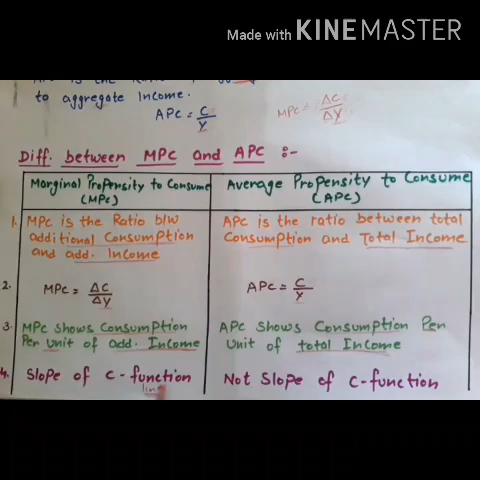 Made with KINEMASTER
to aggregate Income.
APC = C/Y
MPC = ΔC/ΔY
Diff. between MPC and APC :-
Marginal Propensity to Consume (MPC)
Average Propensity to Consume (APC)
1. MPC is the Ratio b/w
additional Consumption
and add. Income
APC is the ratio between total
Consumption and Total Income
2. MPC = ΔC/ΔY
APC = C/Y
3. MPC shows Consumption
Per unit of add. Income
APC shows Consumption Per
unit of total Income
4. Slope of C-function
Not Slope of C-function